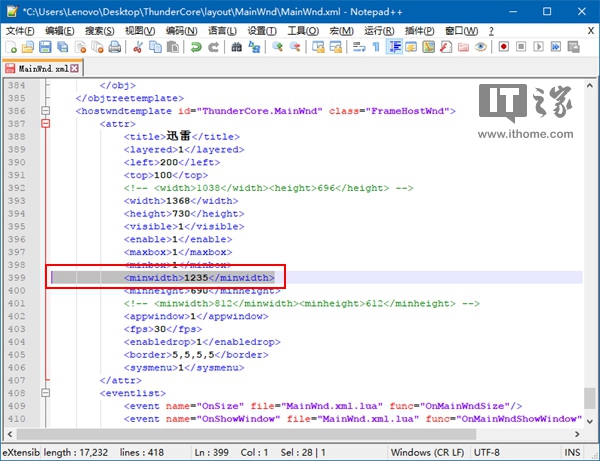 *C:\Users\Lenovo\Desktop\ThunderCore\layout\MainWnd\MainWnd.xml - Notepad++
文件(F) 编辑(E) 搜索(S) 视图(V) 编码(N) 语言(L) 设置(T) 工具(O) 宏(M) 运行(R) 插件(P) 窗口(W) ? X
MainWnd.xml
384 </obj>
385 </objtreetemplate>
386 <hostwndtemplate id="ThunderCore.MainWnd" class="FrameHostWnd">
387 <attr>
388 <title>迅雷</title>
389 <layered>1</layered>
390 <left>200</left>
391 <top>100</top>
392 <!-- <width>1038</width><height>696</height> -->
393 <width>1368</width>
394 <height>730</height>
395 <visible>1</visible>
396 <enable>1</enable>
397 <maxbox>1</maxbox>
398 <minbox>1</minbox>
399 <minwidth>1235</minwidth>
400 <minheight>690</minheight>
401 <!-- <minwidth>812</minwidth><minheight>612</minheight> -->
402 <appwindow>1</appwindow>
403 <fps>30</fps>
404 <enabledrop>1</enabledrop>
405 <border>5,5,5,5</border>
406 <sysmenu>1</sysmenu>
407 </attr>
408 <eventlist>
409 <event name="OnSize" file="MainWnd.xml.lua" func="OnMainWndSize"/>
410 <event name="OnShowWindow" file="MainWnd.xml.lua" func="OnMainWndShowWindow"
IT之家
www.ithome.com
eXtensib length : 17,232 lines : 418 Ln : 399 Col : 1 Sel : 28 | 1 Windows (CR LF) UTF-8 INS